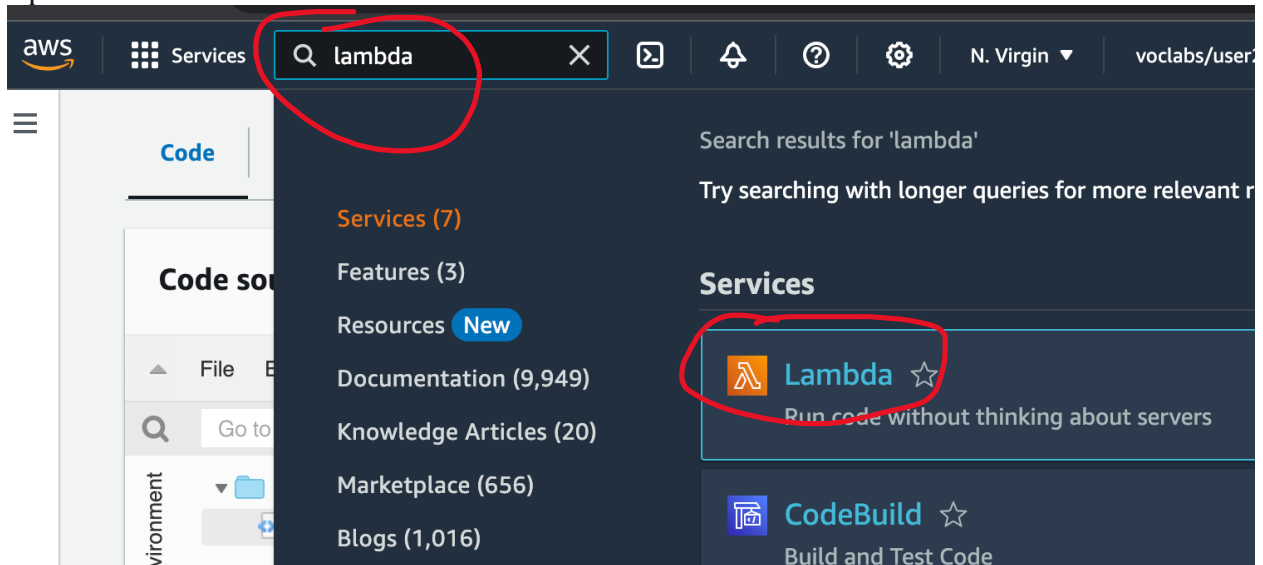 aws
Services
lambda
N. Virgin
voclabs/user
Code
Search results for 'lambda'
Try searching with longer queries for more relevant r
Services (7)
Code sou
Features (3)
Services
Resources New
File E
Documentation (9,949)
Lambda
Go to
Knowledge Articles (20)
Run code without thinking about servers
vironment
Marketplace (656)
CodeBuild
Blogs (1,016)
Build and Test Code